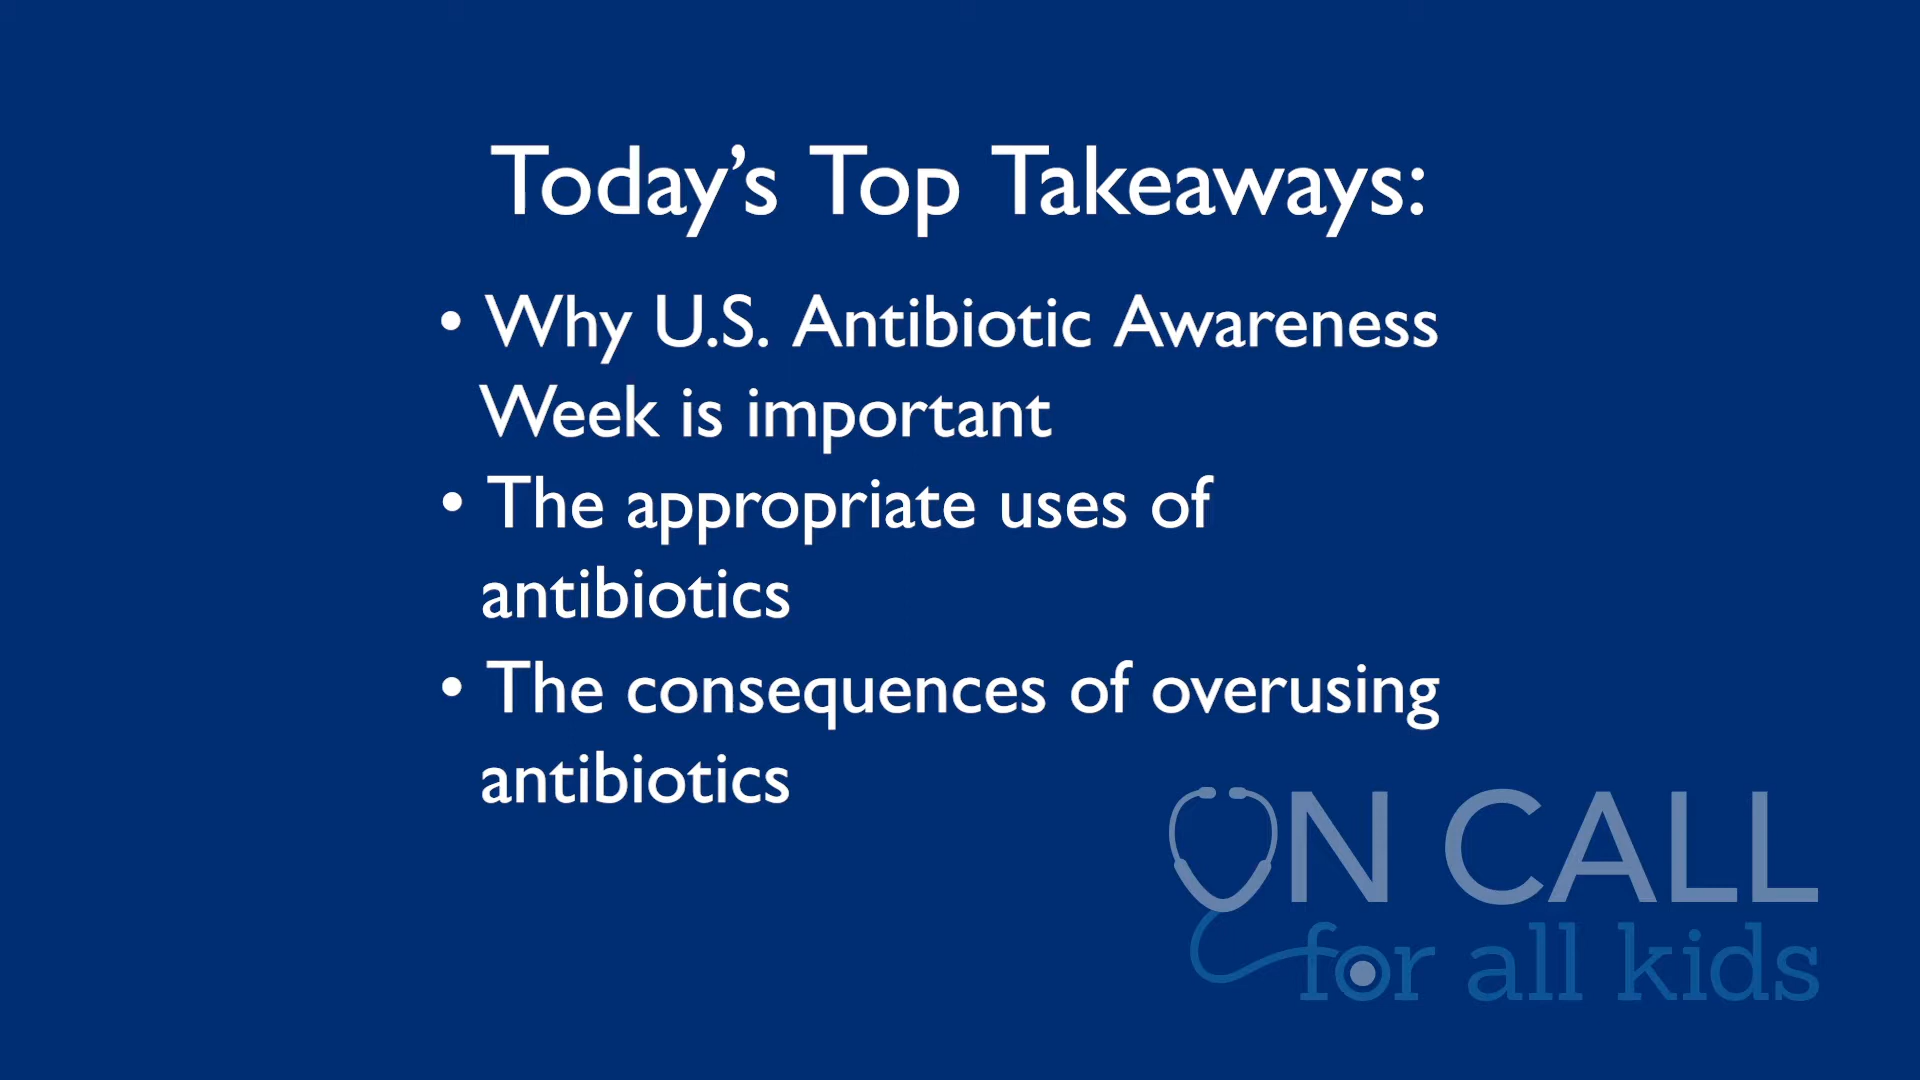 Today’s Top Takeaways:
• Why U.S. Antibiotic Awareness
Week is important
• The appropriate uses of
antibiotics
• The consequences of overusing
antibiotics
ON CALL
for all kids